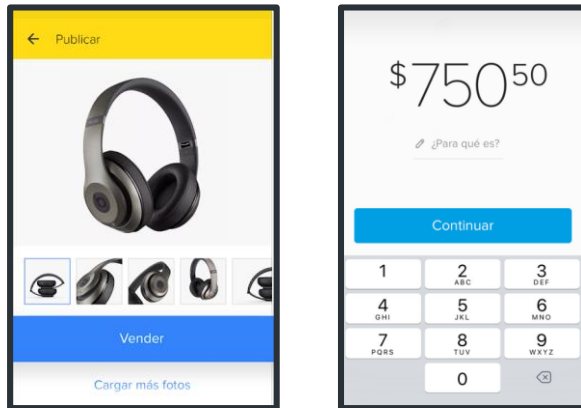 ← Publicar
Vender
Cargar más fotos
$75050
¿Para qué es?
Continuar
1 2 3
ABC DEF
4 5 6
GHI JKL MNO
7 8 9
PQRS TUV WXYZ
0